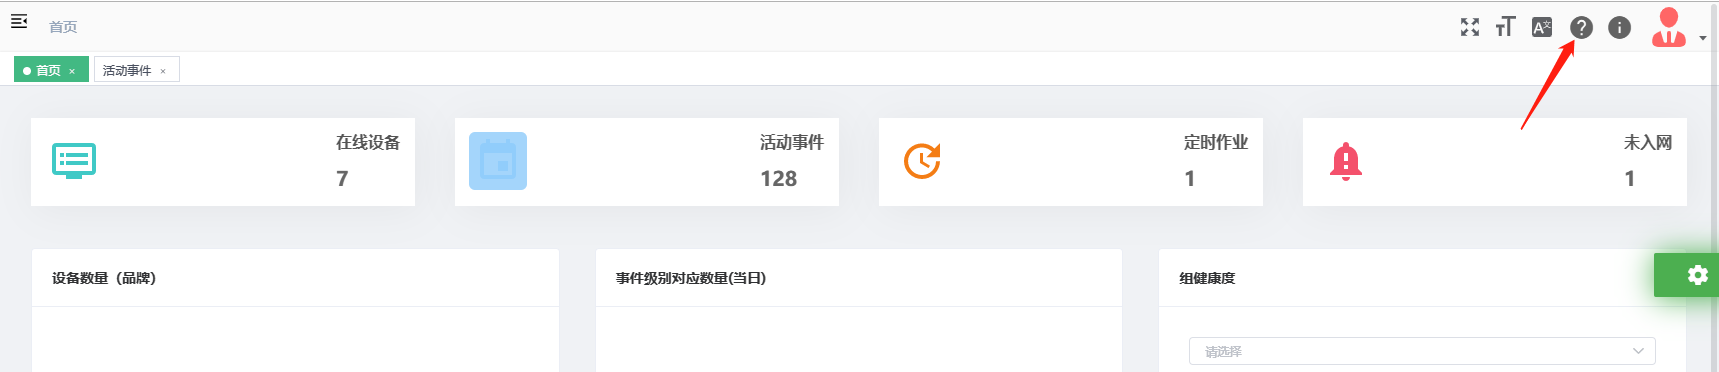 首页
首页 ×
活动事件 ×
在线设备
7
活动事件
128
定时作业
1
未入网
1
设备数量（品牌）
事件级别对应数量(当日)
组健康度
请选择